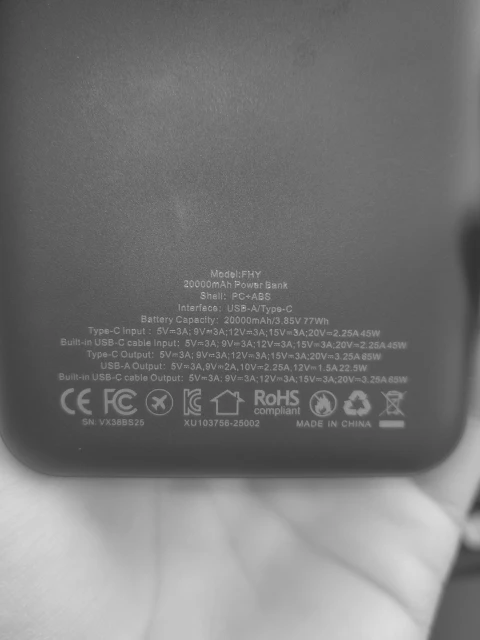 Model:FHY
20000mAh Power Bank
Shell: PC+ABS
Interface: USB-A/Type-C
Battery Capacity: 20000mAh/3.85V 77Wh
Type-C Input: 5V=3A; 9V=3A;12V=3A;15V=3A;20V=2.25A 45W
Built-in USB-C cable Input: 5V=3A; 9V=3A;12V=3A;15V=3A;20V=2.25A,45W
Type-C Output: 5V=3A; 9V=3A;12V=3A;15V=3A;20V=3.25A 65W
USB-A Output: 5V=3A,9V=2A,10V=2.25A,12V=1.5A 22.5W
Built-in USB-C cable Output: 5V=3A; 9V=3A;12V=3A;15V=3A;20V=3.25A 65W
CE FC RoHS
compliant
SN: VX38BS25 XU103756-25002 MADE IN CHINA